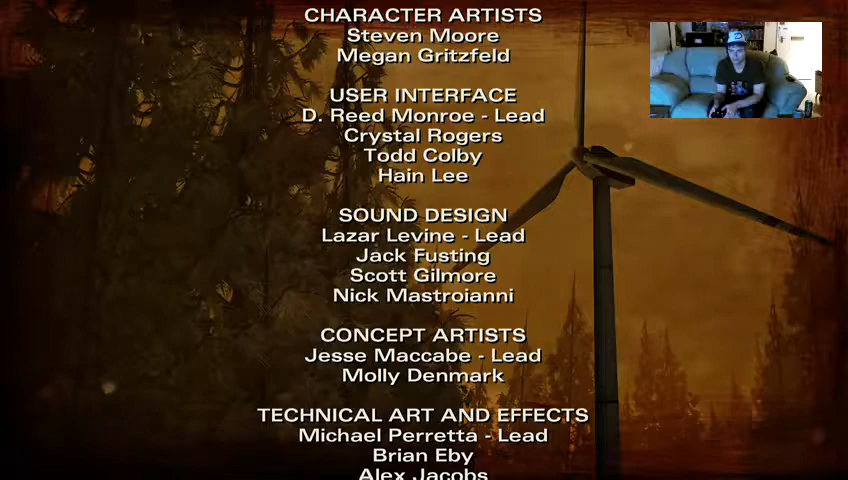 CHARACTER ARTISTS
Steven Moore
Megan Gritzfeld
USER INTERFACE
D. Reed Monroe - Lead
Crystal Rogers
Todd Colby
Hain Lee
SOUND DESIGN
Lazar Levine - Lead
Jack Fusting
Scott Gilmore
Nick Mastroianni
CONCEPT ARTISTS
Jesse Maccabe - Lead
Molly Denmark
TECHNICAL ART AND EFFECTS
Michael Perretta - Lead
Brian Eby
Alex Jacobs